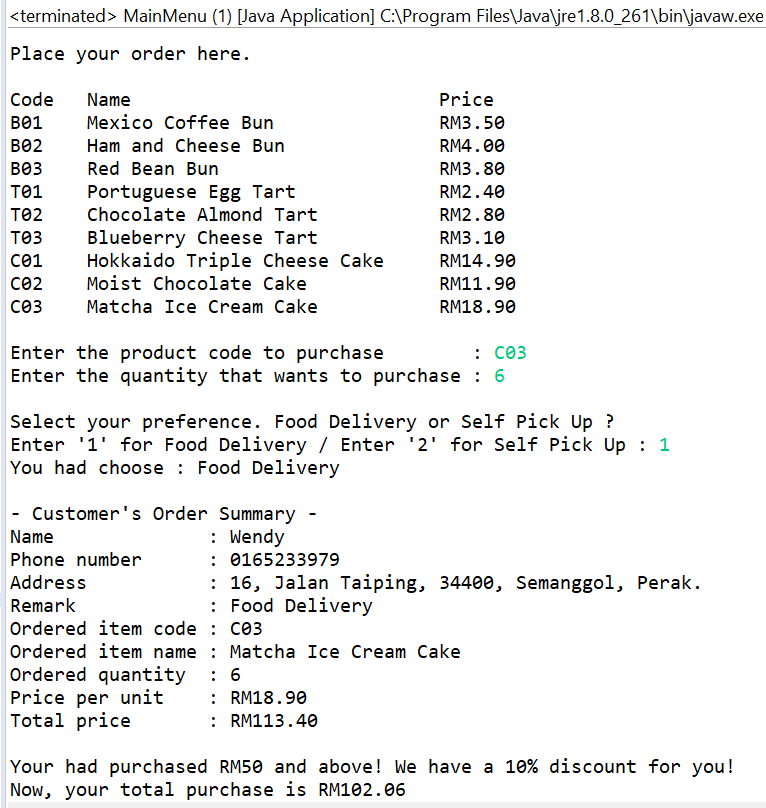 <terminated> MainMenu (1) [Java Application] C:\Program Files\Java\jre1.8.0_261\bin\javaw.exe
Place your order here.
Code Name Price
B01 Mexico Coffee Bun RM3.50
B02 Ham and Cheese Bun RM4.00
B03 Red Bean Bun RM3.80
T01 Portuguese Egg Tart RM2.40
T02 Chocolate Almond Tart RM2.80
T03 Blueberry Cheese Tart RM3.10
C01 Hokkaido Triple Cheese Cake RM14.90
C02 Moist Chocolate Cake RM11.90
C03 Matcha Ice Cream Cake RM18.90
Enter the product code to purchase : C03
Enter the quantity that wants to purchase : 6
Select your preference. Food Delivery or Self Pick Up ?
Enter '1' for Food Delivery / Enter '2' for Self Pick Up : 1
You had choose : Food Delivery
- Customer's Order Summary -
Name : Wendy
Phone number : 0165233979
Address : 16, Jalan Taiping, 34400, Semanggol, Perak.
Remark : Food Delivery
Ordered item code : C03
Ordered item name : Matcha Ice Cream Cake
Ordered quantity : 6
Price per unit : RM18.90
Total price : RM113.40
Your had purchased RM50 and above! We have a 10% discount for you!
Now, your total purchase is RM102.06